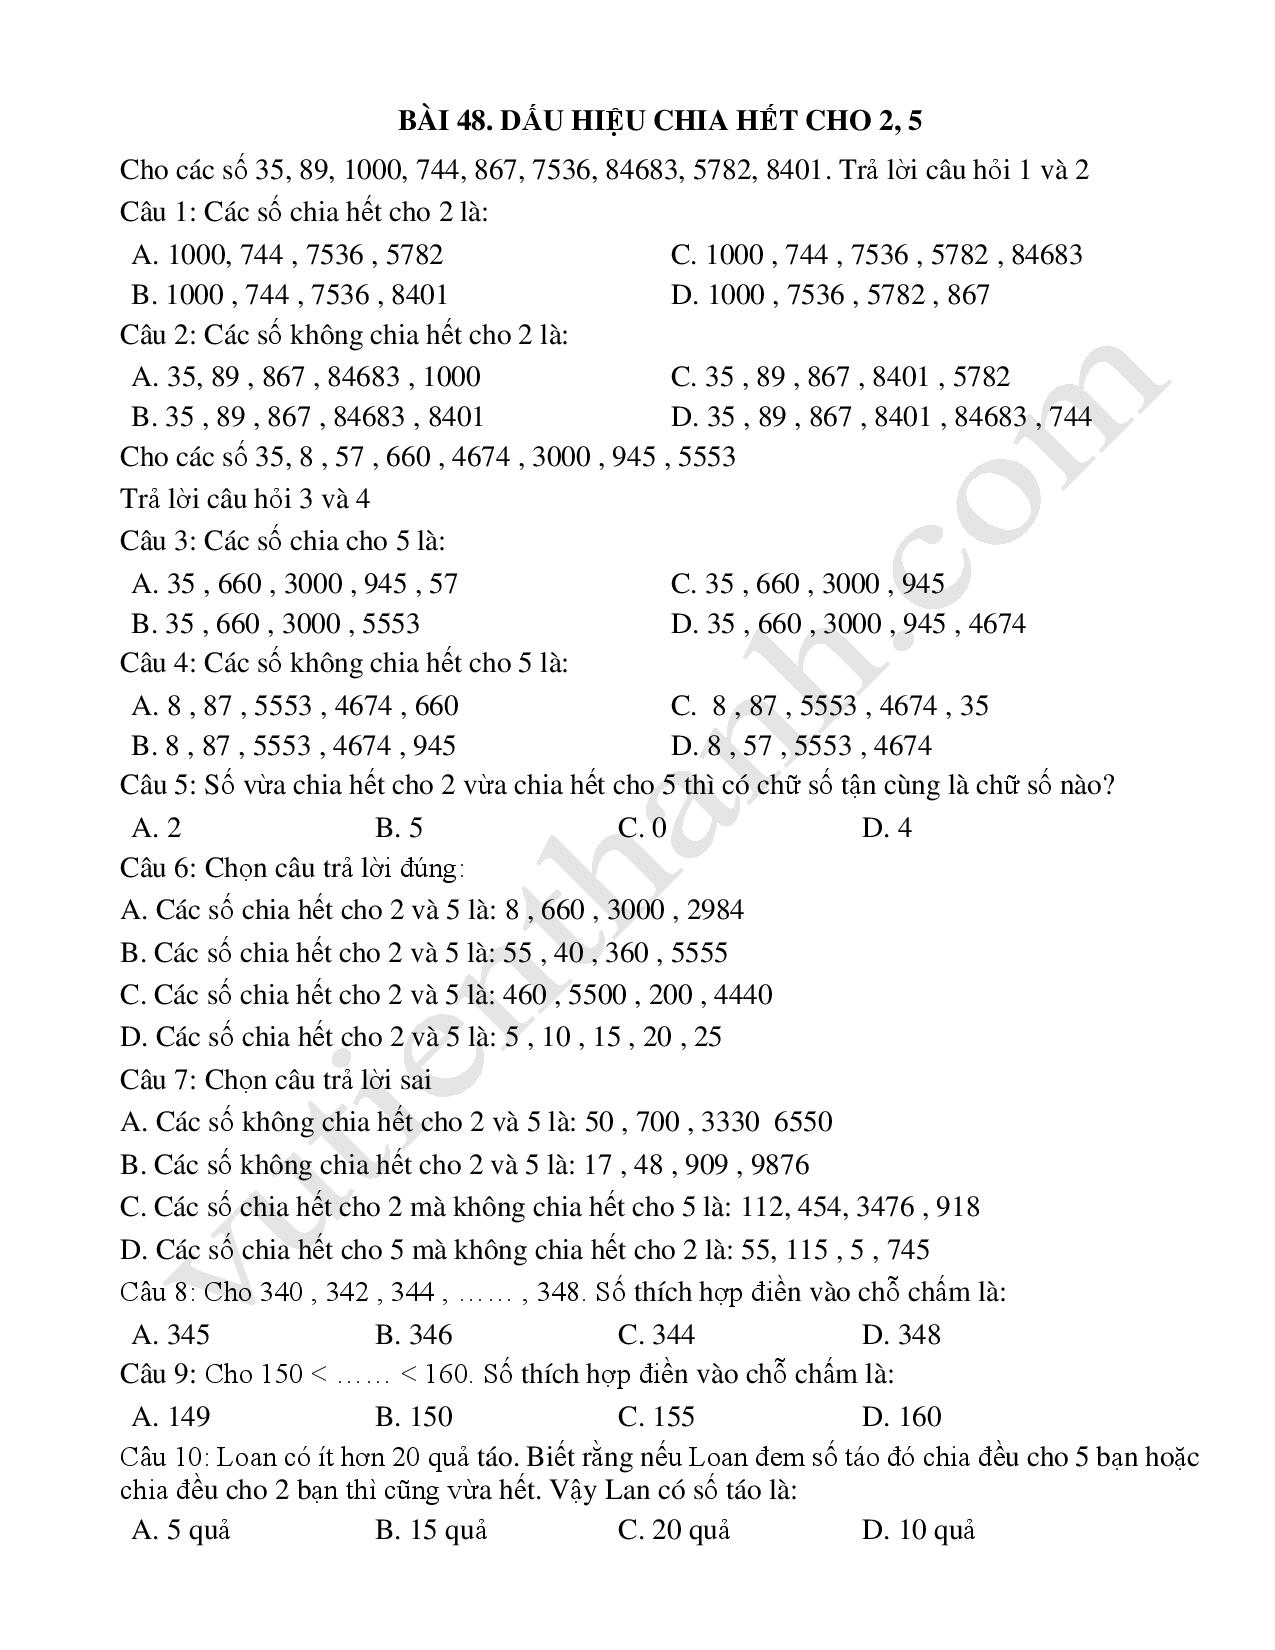 BÀI 48. DẤU HIỆU CHIA HẾT CHO 2, 5
Cho các số 35, 89, 1000, 744, 867, 7536, 84683, 5782, 8401. Trả lời câu hỏi 1 và 2
Câu 1: Các số chia hết cho 2 là:
A. 1000, 744 , 7536 , 5782 C. 1000 , 744 , 7536 , 5782 , 84683
B. 1000 , 744 , 7536 , 8401 D. 1000 , 7536 , 5782 , 867
Câu 2: Các số không chia hết cho 2 là:
A. 35, 89 , 867 , 84683 , 1000 C. 35 , 89 , 867 , 8401 , 5782
B. 35 , 89 , 867 , 84683 , 8401 D. 35 , 89 , 867 , 8401 , 84683 , 744
Cho các số 35, 8 , 57 , 660 , 4674 , 3000 , 945 , 5553
Trả lời câu hỏi 3 và 4
Câu 3: Các số chia cho 5 là:
A. 35 , 660 , 3000 , 945 , 57 C. 35 , 660 , 3000 , 945
B. 35 , 660 , 3000 , 5553 D. 35 , 660 , 3000 , 945 , 4674
Câu 4: Các số không chia hết cho 5 là:
A. 8 , 87 , 5553 , 4674 , 660 C. 8 , 87 , 5553 , 4674 , 35
B. 8 , 87 , 5553 , 4674 , 945 D. 8 , 57 , 5553 , 4674
Câu 5: Số vừa chia hết cho 2 vừa chia hết cho 5 thì có chữ số tận cùng là chữ số nào?
A. 2 B. 5 C. 0 D. 4
Câu 6: Chọn câu trả lời đúng:
A. Các số chia hết cho 2 và 5 là: 8 , 660 , 3000 , 2984
B. Các số chia hết cho 2 và 5 là: 55 , 40 , 360 , 5555
C. Các số chia hết cho 2 và 5 là: 460 , 5500 , 200 , 4440
D. Các số chia hết cho 2 và 5 là: 5 , 10 , 15 , 20 , 25
Câu 7: Chọn câu trả lời sai
A. Các số không chia hết cho 2 và 5 là: 50 , 700 , 3330 6550
B. Các số không chia hết cho 2 và 5 là: 17 , 48 , 909 , 9876
C. Các số chia hết cho 2 mà không chia hết cho 5 là: 112, 454, 3476 , 918
D. Các số chia hết cho 5 mà không chia hết cho 2 là: 55, 115 , 5 , 745
Câu 8: Cho 340 , 342 , 344 , …… , 348. Số thích hợp điền vào chỗ chấm là:
A. 345 B. 346 C. 344 D. 348
Câu 9: Cho 150 < …… < 160. Số thích hợp điền vào chỗ chấm là:
A. 149 B. 150 C. 155 D. 160
Câu 10: Loan có ít hơn 20 quả táo. Biết rằng nếu Loan đem số táo đó chia đều cho 5 bạn hoặc
chia đều cho 2 bạn thì cũng vừa hết. Vậy Lan có số táo là:
A. 5 quả B. 15 quả C. 20 quả D. 10 quả
vutienthanh.com